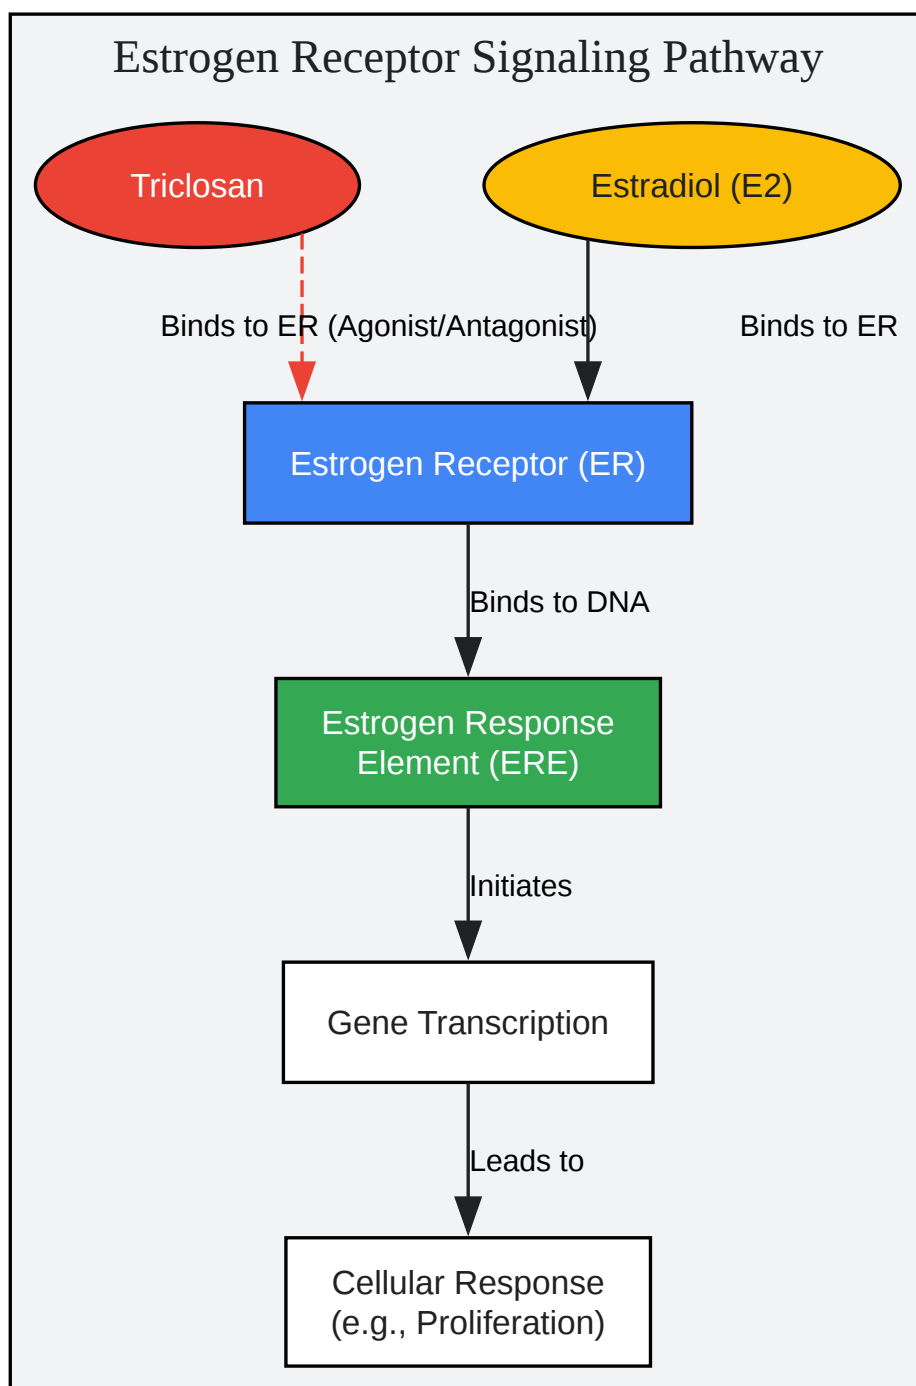 Estrogen Receptor Signaling Pathway
Triclosan
Estradiol (E2)
Binds to ER (Agonist/Antagonist)
Binds to ER
Estrogen Receptor (ER)
Binds to DNA
Estrogen Response
Element (ERE)
Initiates
Gene Transcription
Leads to
Cellular Response
(e.g., Proliferation)